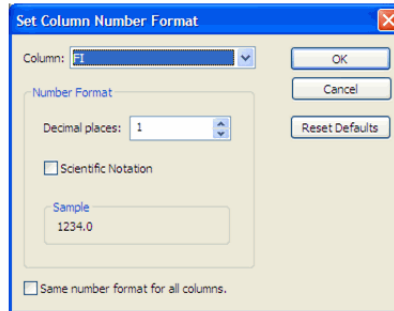 Set Column Number Format
Column: FI
OK
Number Format
Cancel
Decimal places: 1
Reset Defaults
Scientific Notation
Sample
1234.0
Same number format for all columns.